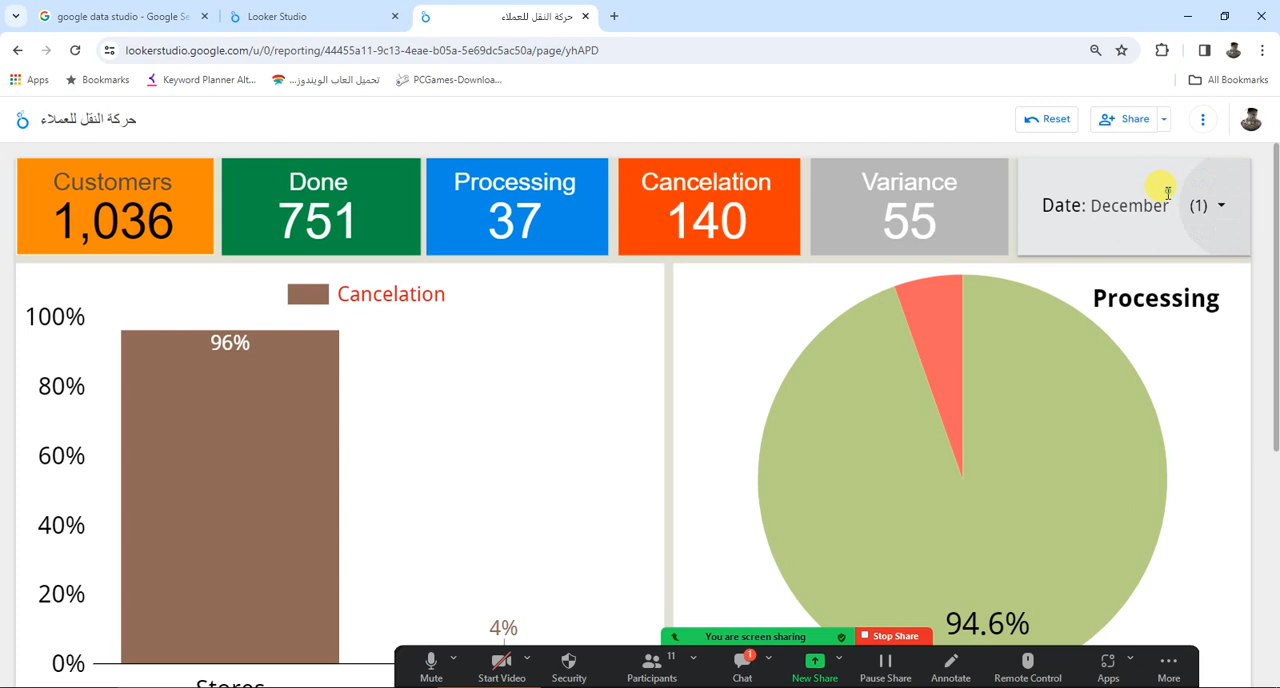 google data studio - Google Se
Looker Studio
حركة النقل للعملاء
lookerstudio.google.com/u/0/reporting/44455a11-9c13-4eae-b05a-5e69dc5ac50a/page/yhAPD
Apps
Bookmarks
Keyword Planner Alt...
تحميل العاب الويندوز...
PCGames-Downloa...
All Bookmarks
حركة النقل للعملاء
Reset
Share
Customers
1,036
Done
751
Processing
37
Cancelation
140
Variance
55
Date: December (1)
Cancelation
100%
96%
80%
60%
40%
20%
4%
0%
Stores
Processing
94.6%
You are screen sharing
Stop Share
Mute
Start Video
Security
11
Participants
1
Chat
New Share
Pause Share
Annotate
Remote Control
Apps
More